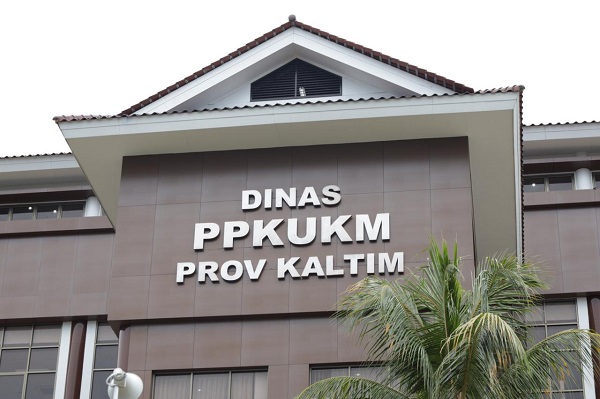 DINAS
PPKUKM
PROV KALTIM